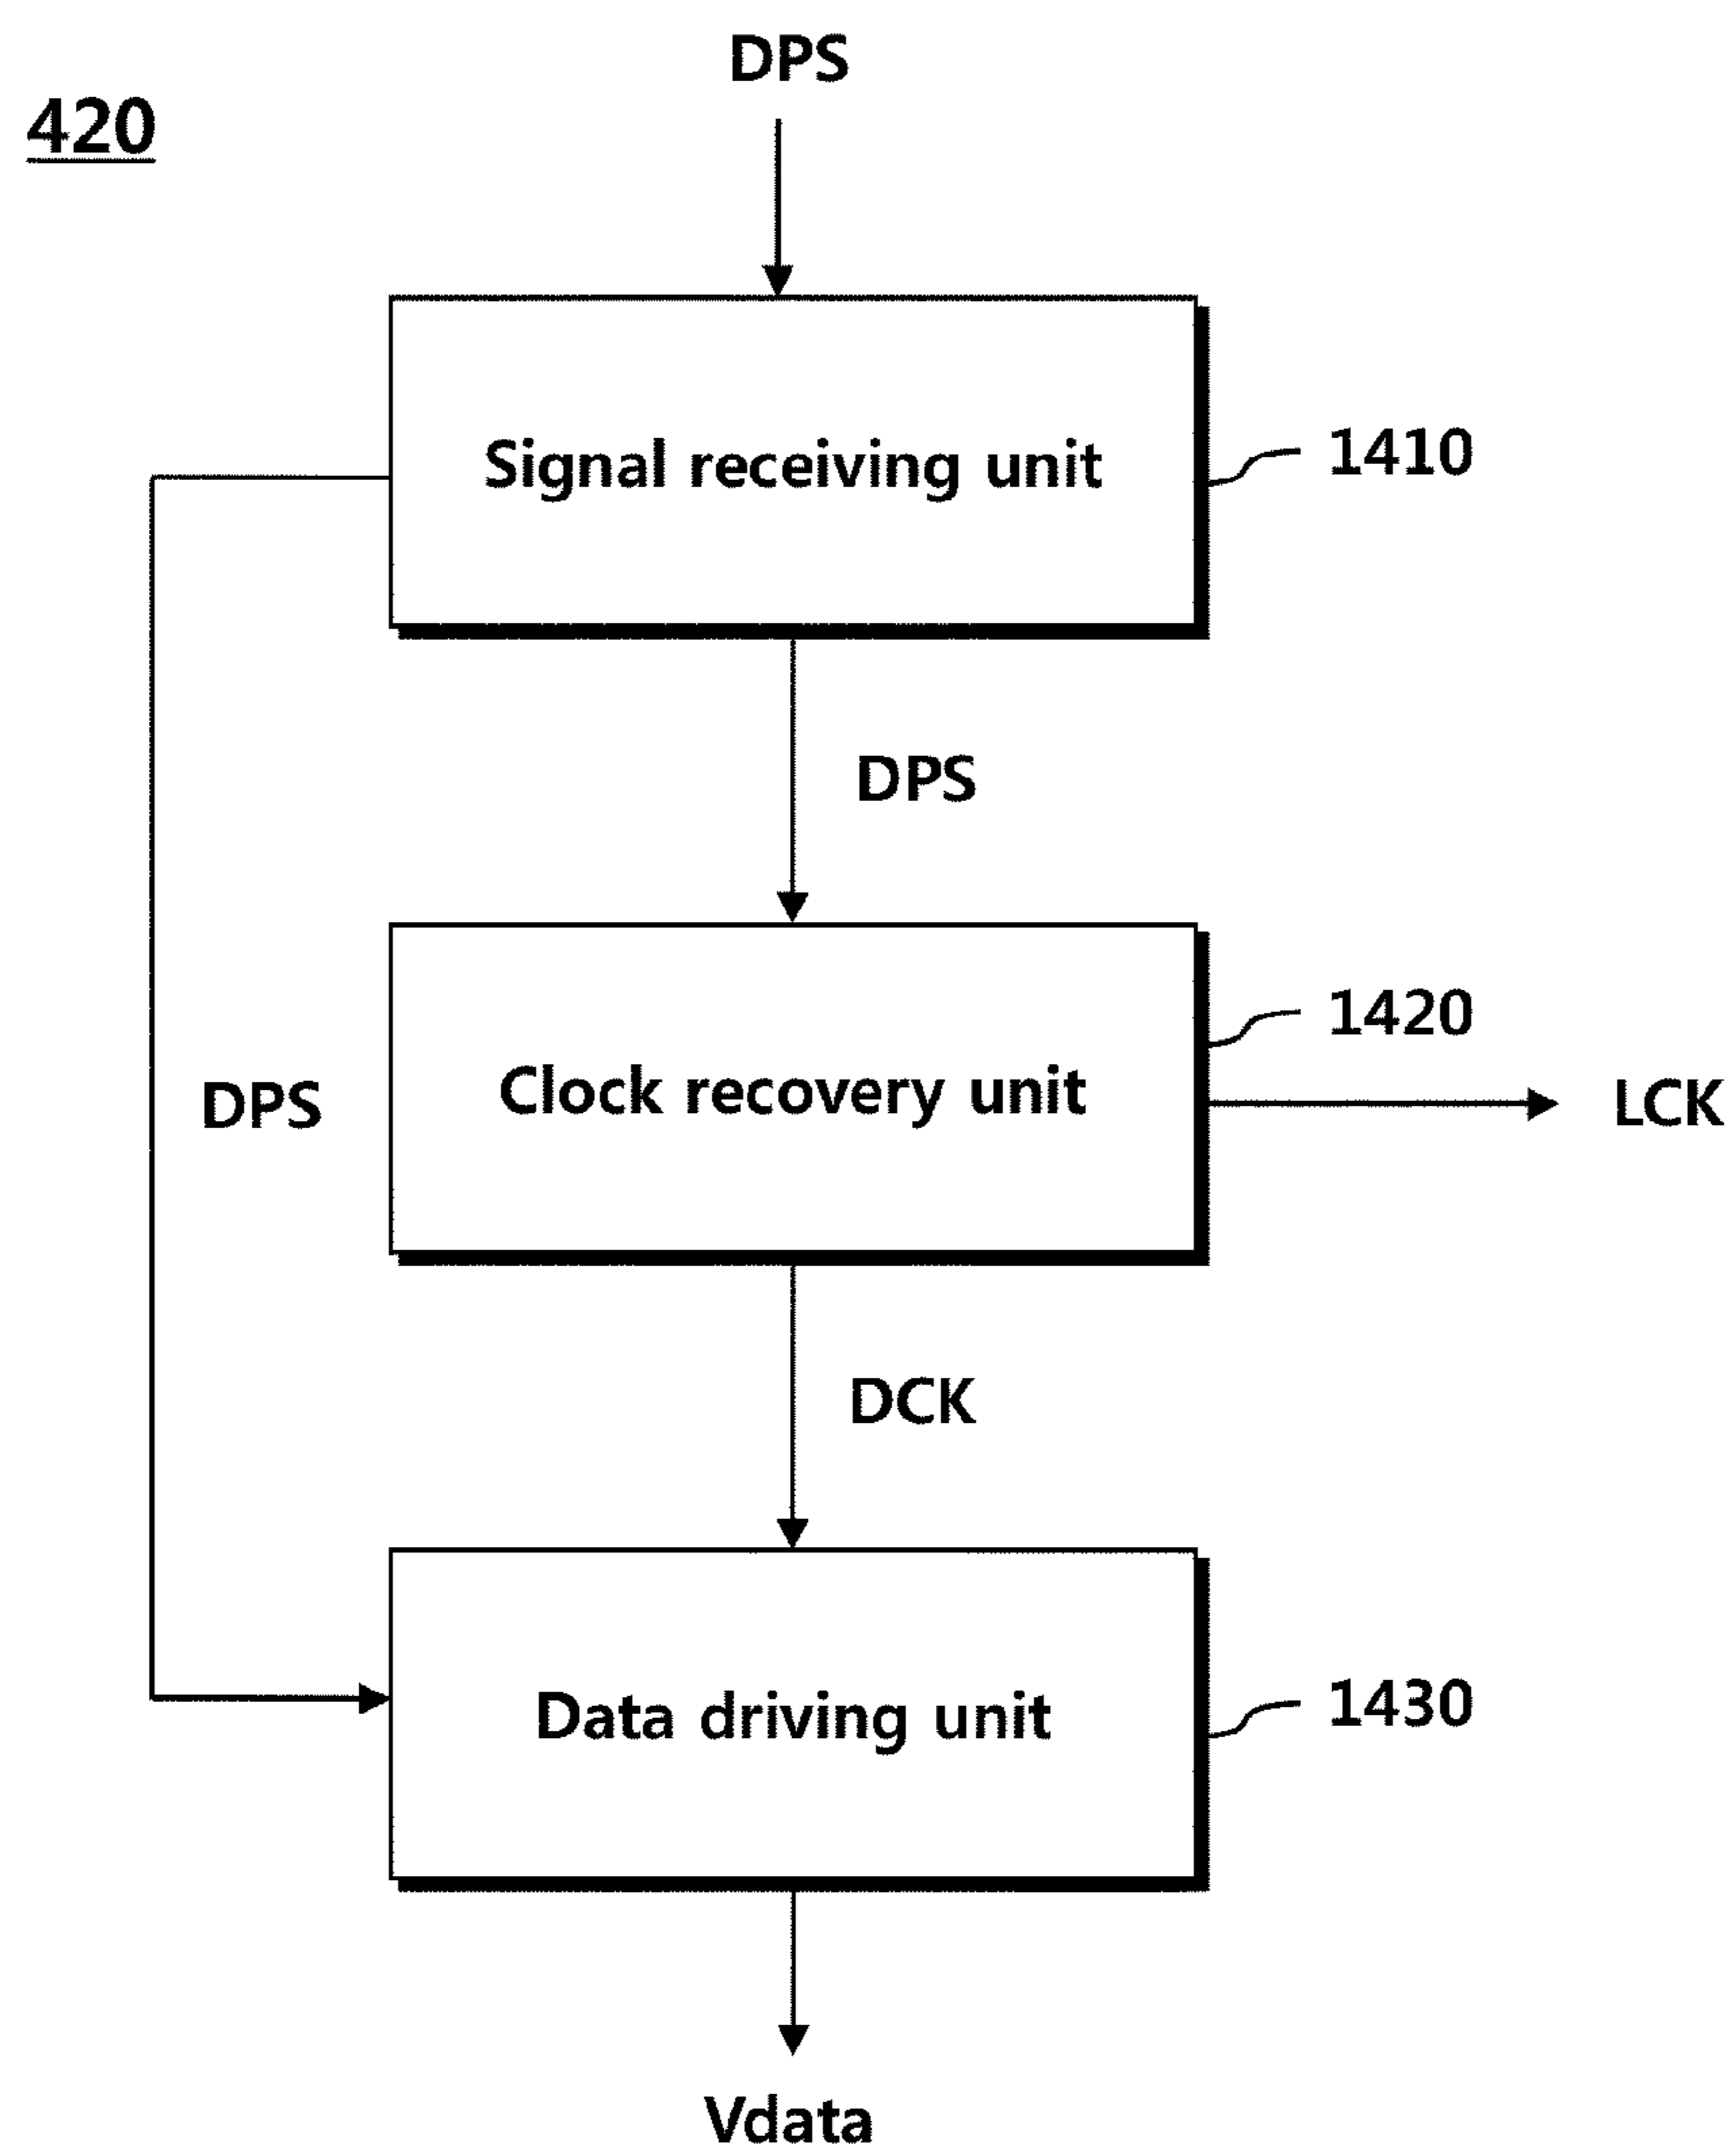 DPS
420
Signal receiving unit
1410
DPS
1420
Clock recovery unit
DPS
LCK
DCK
Data driving unit
1430
Vdata